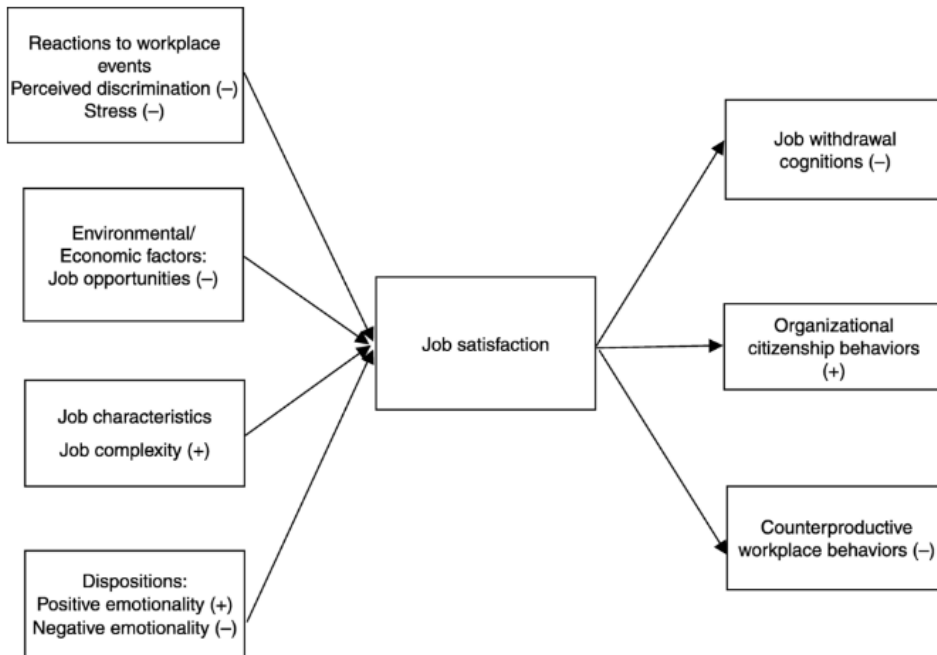 Reactions to workplace
events
Perceived discrimination (–)
Stress (–)
Environmental/
Economic factors:
Job opportunities (–)
Job characteristics
Job complexity (+)
Dispositions:
Positive emotionality (+)
Negative emotionality (–)
Job satisfaction
Job withdrawal
cognitions (–)
Organizational
citizenship behaviors
(+)
Counterproductive
workplace behaviors (–)